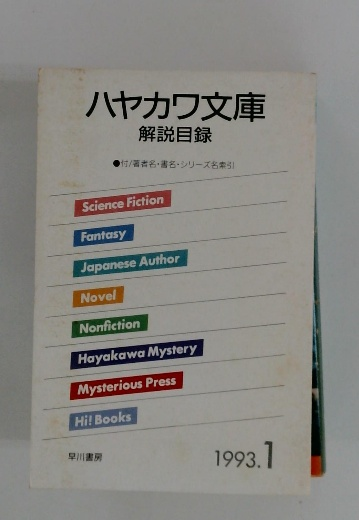 ハヤカワ文庫
解説目録
●付/著者名・書名・シリーズ名索引
Science Fiction
Fantasy
Japanese Author
Novel
Nonfiction
Hayakawa Mystery
Mysterious Press
Hi! Books
早川書房
1993.1